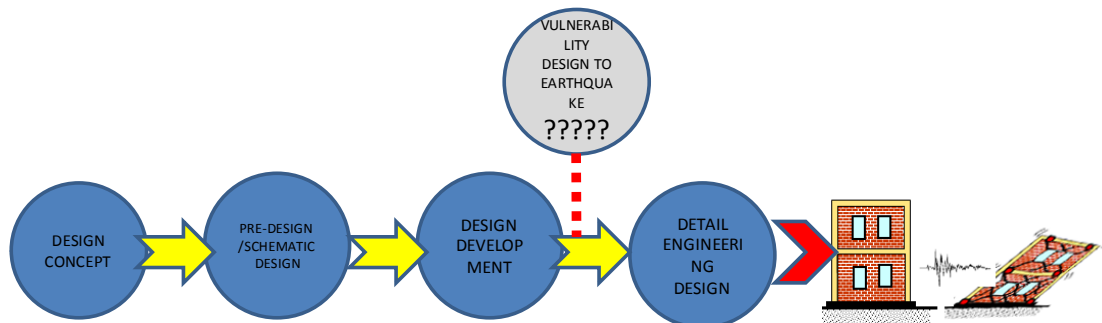 VULNERABI
LITY
DESIGN TO
EARTHQUA
KE
?????
DESIGN
CONCEPT
PRE-DESIGN
/SCHEMATIC
DESIGN
DESIGN
DEVELOP
MENT
DETAIL
ENGINEERI
NG
DESIGN